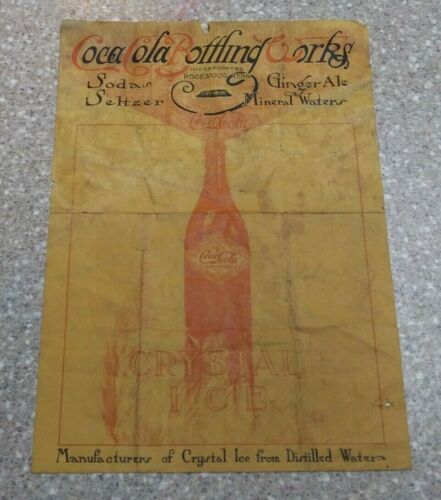 Coca Cola Bottling Works
INCORPORATED
ROCKWOOD TENN
Sodas Ginger Ale
Seltzer Mineral Waters
Coca Cola
Coca Cola
CRYSTAL
ICE
Manufacturers of Crystal Ice from Distilled Water